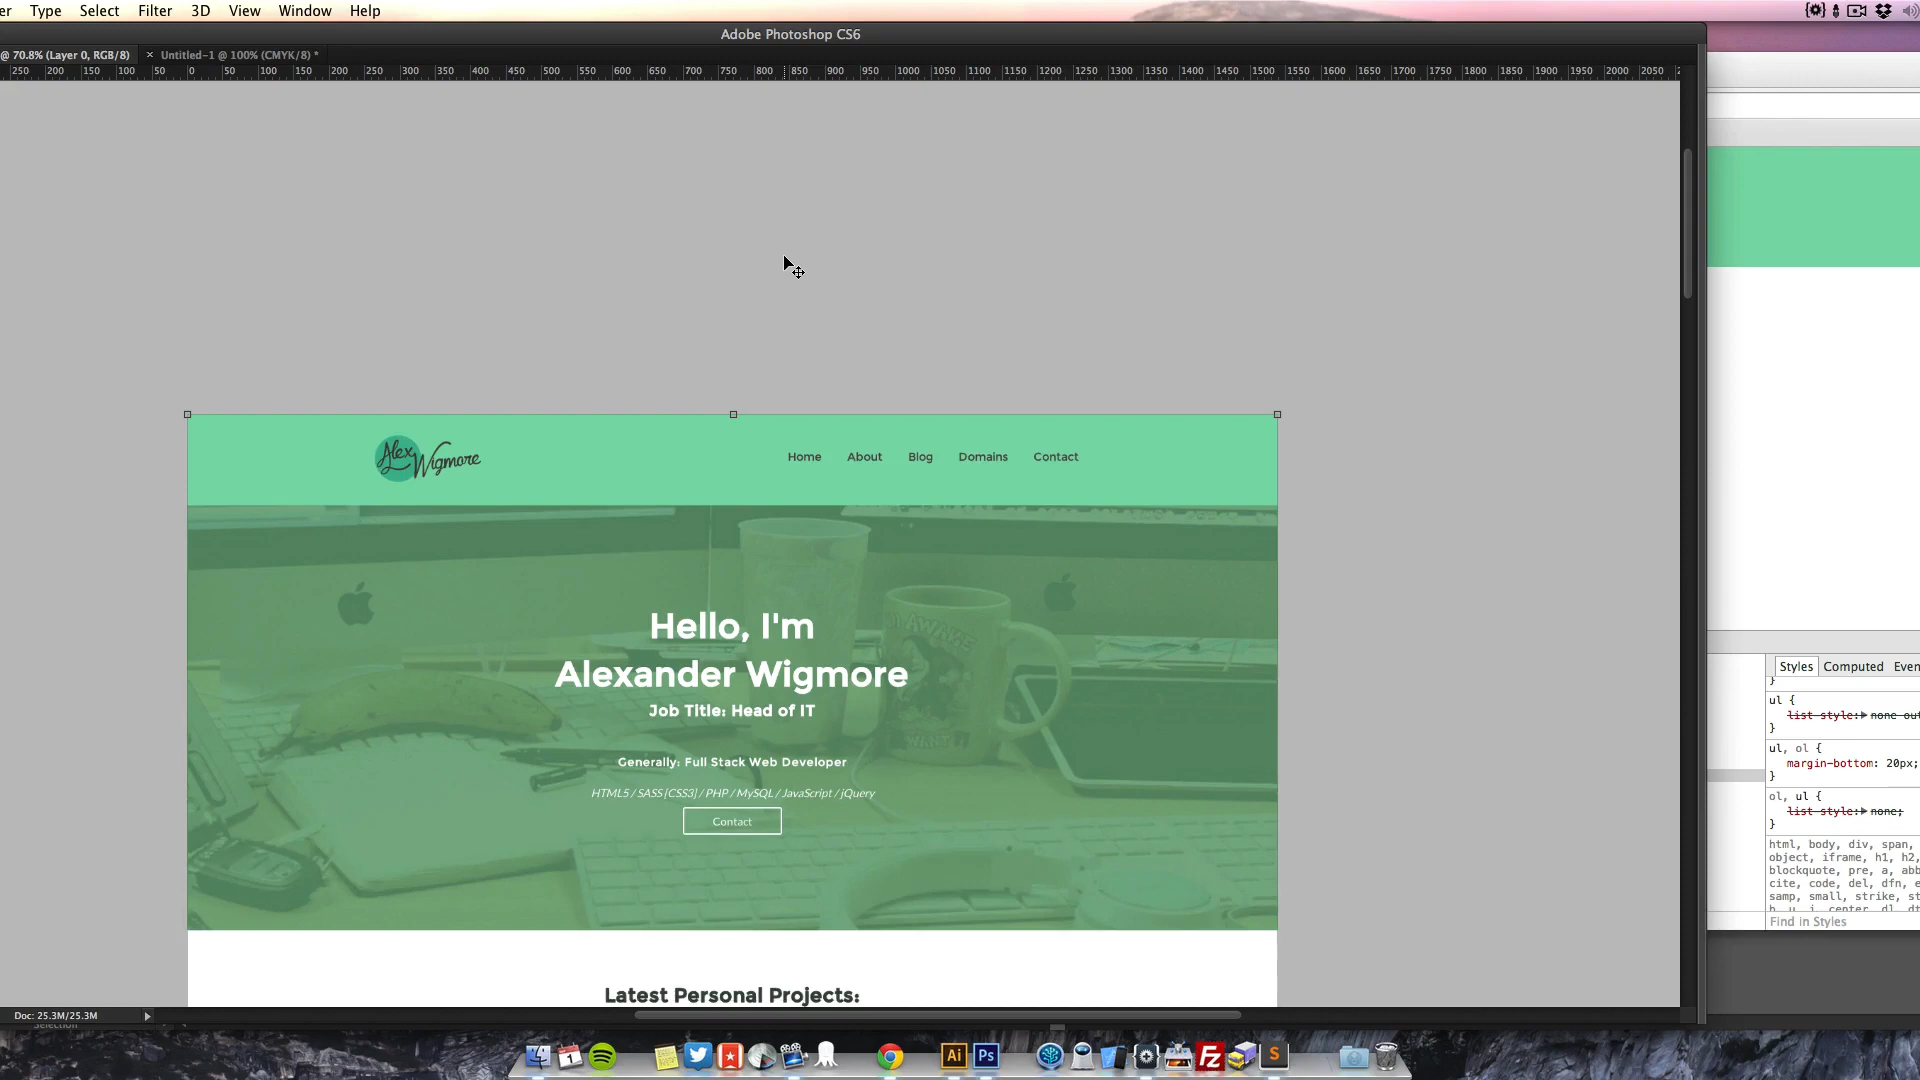 Type Select Filter 3D View Window Help
Adobe Photoshop CS6
@ 70.8% (Layer 0, RGB/8) × Untitled-1 @ 100% (CMYK/8) *
250 200 150 100 50 0 50 100 150 200 250 300 350 400 450 500 550 600 650 700 750 800 850 900 950 1000 1050 1100 1150 1200 1250 1300 1350 1400 1450 1500 1550 1600 1650 1700 1750 1800 1850 1900 1950 2000 2050
Alex Wigmore
Home About Blog Domains Contact
Hello, I'm
Alexander Wigmore
Job Title: Head of IT
Generally: Full Stack Web Developer
HTML5 / SASS [CSS3] / PHP / MySQL / JavaScript / jQuery
Contact
Latest Personal Projects:
Doc: 25.3M/25.3M
Selection
Styles Computed
}
ul {
list-style:▶ none
}
ul, ol {
margin-bottom: 20px;
}
ol, ul {
list-style:▶ none;
}
html, body, div, span,
object, iframe, h1, h2,
blockquote, pre, a,
cite, code, del, dfn,
samp, small, strike,
Find in Styles
1
Ai Ps
Fz
S